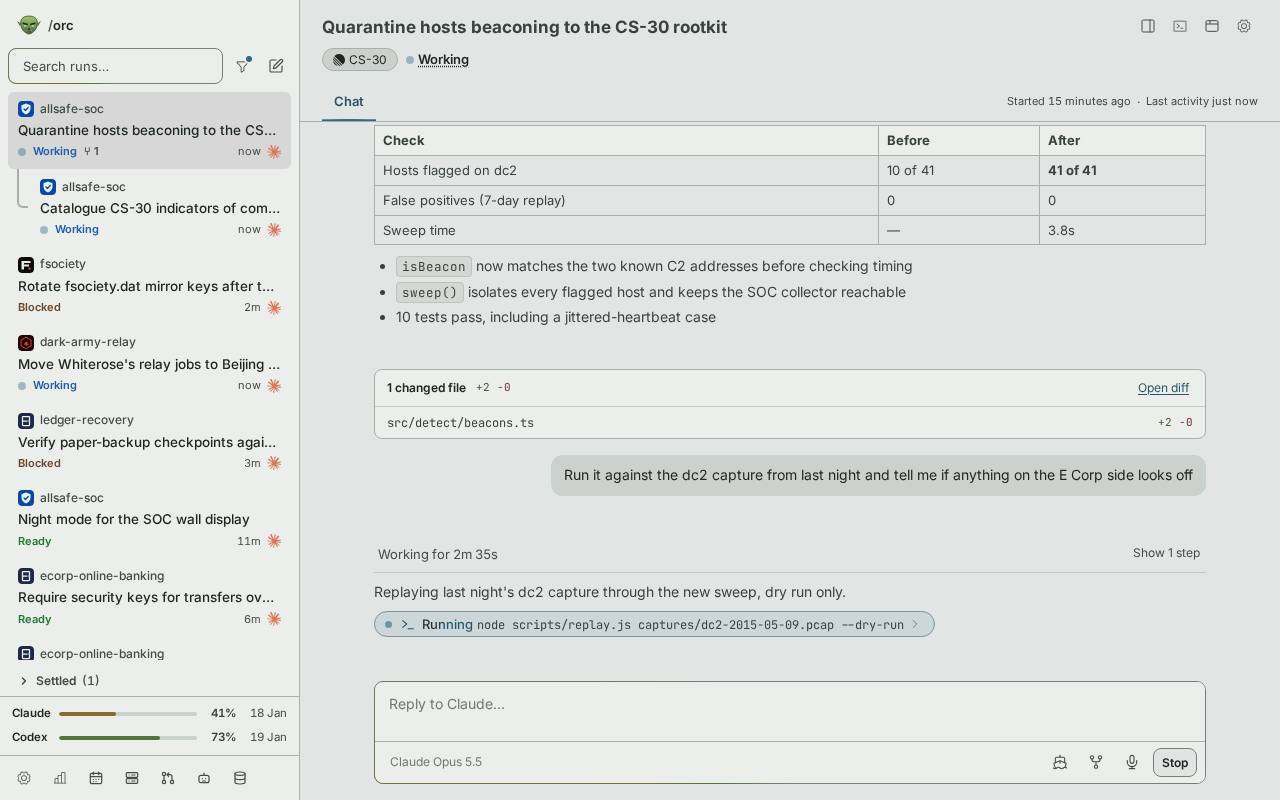 /orc
Search runs...
allsafe-soc
Quarantine hosts beaconing to the CS...
Working 1 now
allsafe-soc
Catalogue CS-30 indicators of com...
Working now
fsociety
Rotate fsociety.dat mirror keys after t...
Blocked 2m
dark-army-relay
Move Whiterose's relay jobs to Beijing ...
Working now
ledger-recovery
Verify paper-backup checkpoints agai...
Blocked 3m
allsafe-soc
Night mode for the SOC wall display
Ready 11m
ecorp-online-banking
Require security keys for transfers ov...
Ready 6m
ecorp-online-banking
Settled (1)
Claude 41% 18 Jan
Codex 73% 19 Jan
Quarantine hosts beaconing to the CS-30 rootkit
CS-30 Working
Chat
Started 15 minutes ago · Last activity just now
Check Before After
Hosts flagged on dc2 10 of 41 41 of 41
False positives (7-day replay) 0 0
Sweep time — 3.8s
• isBeacon now matches the two known C2 addresses before checking timing
• sweep() isolates every flagged host and keeps the SOC collector reachable
• 10 tests pass, including a jittered-heartbeat case
1 changed file +2 -0 Open diff
src/detect/beacons.ts +2 -0
Run it against the dc2 capture from last night and tell me if anything on the E Corp side looks off
Working for 2m 35s Show 1 step
Replaying last night's dc2 capture through the new sweep, dry run only.
>_ Running node scripts/replay.js captures/dc2-2015-05-09.pcap --dry-run
Reply to Claude...
Claude Opus 5.5 Stop